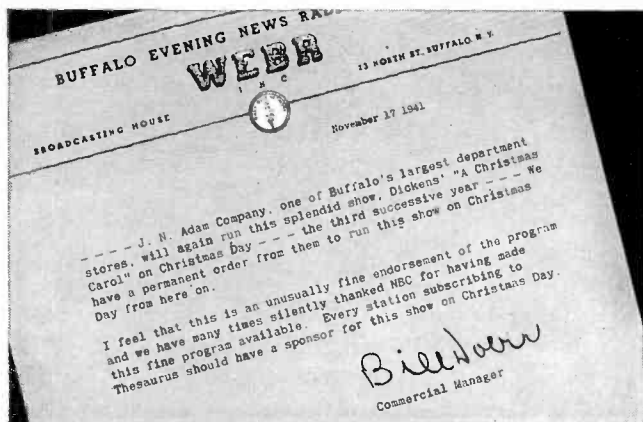 BUFFALO EVENING NEWS
WEBR
INC
BROADCASTING HOUSE
23 NORTH ST. BUFFALO, N. Y.
November 17 1941
- - - - - J. N. Adam Company, one of Buffalo's largest department
stores, will again run this splendid show, Dickens' "A Christmas
Carol" on Christmas Day - - - the third successive year - - - We
have a permanent order from them to run this show on Christmas
Day from here on.
I feel that this is an unusually fine endorsement of the program
and we have many times silently thanked NBC for having made
this fine program available. Every station subscribing to
Thesaurus should have a sponsor for this show on Christmas Day.
Bill Doerr
Commercial Manager